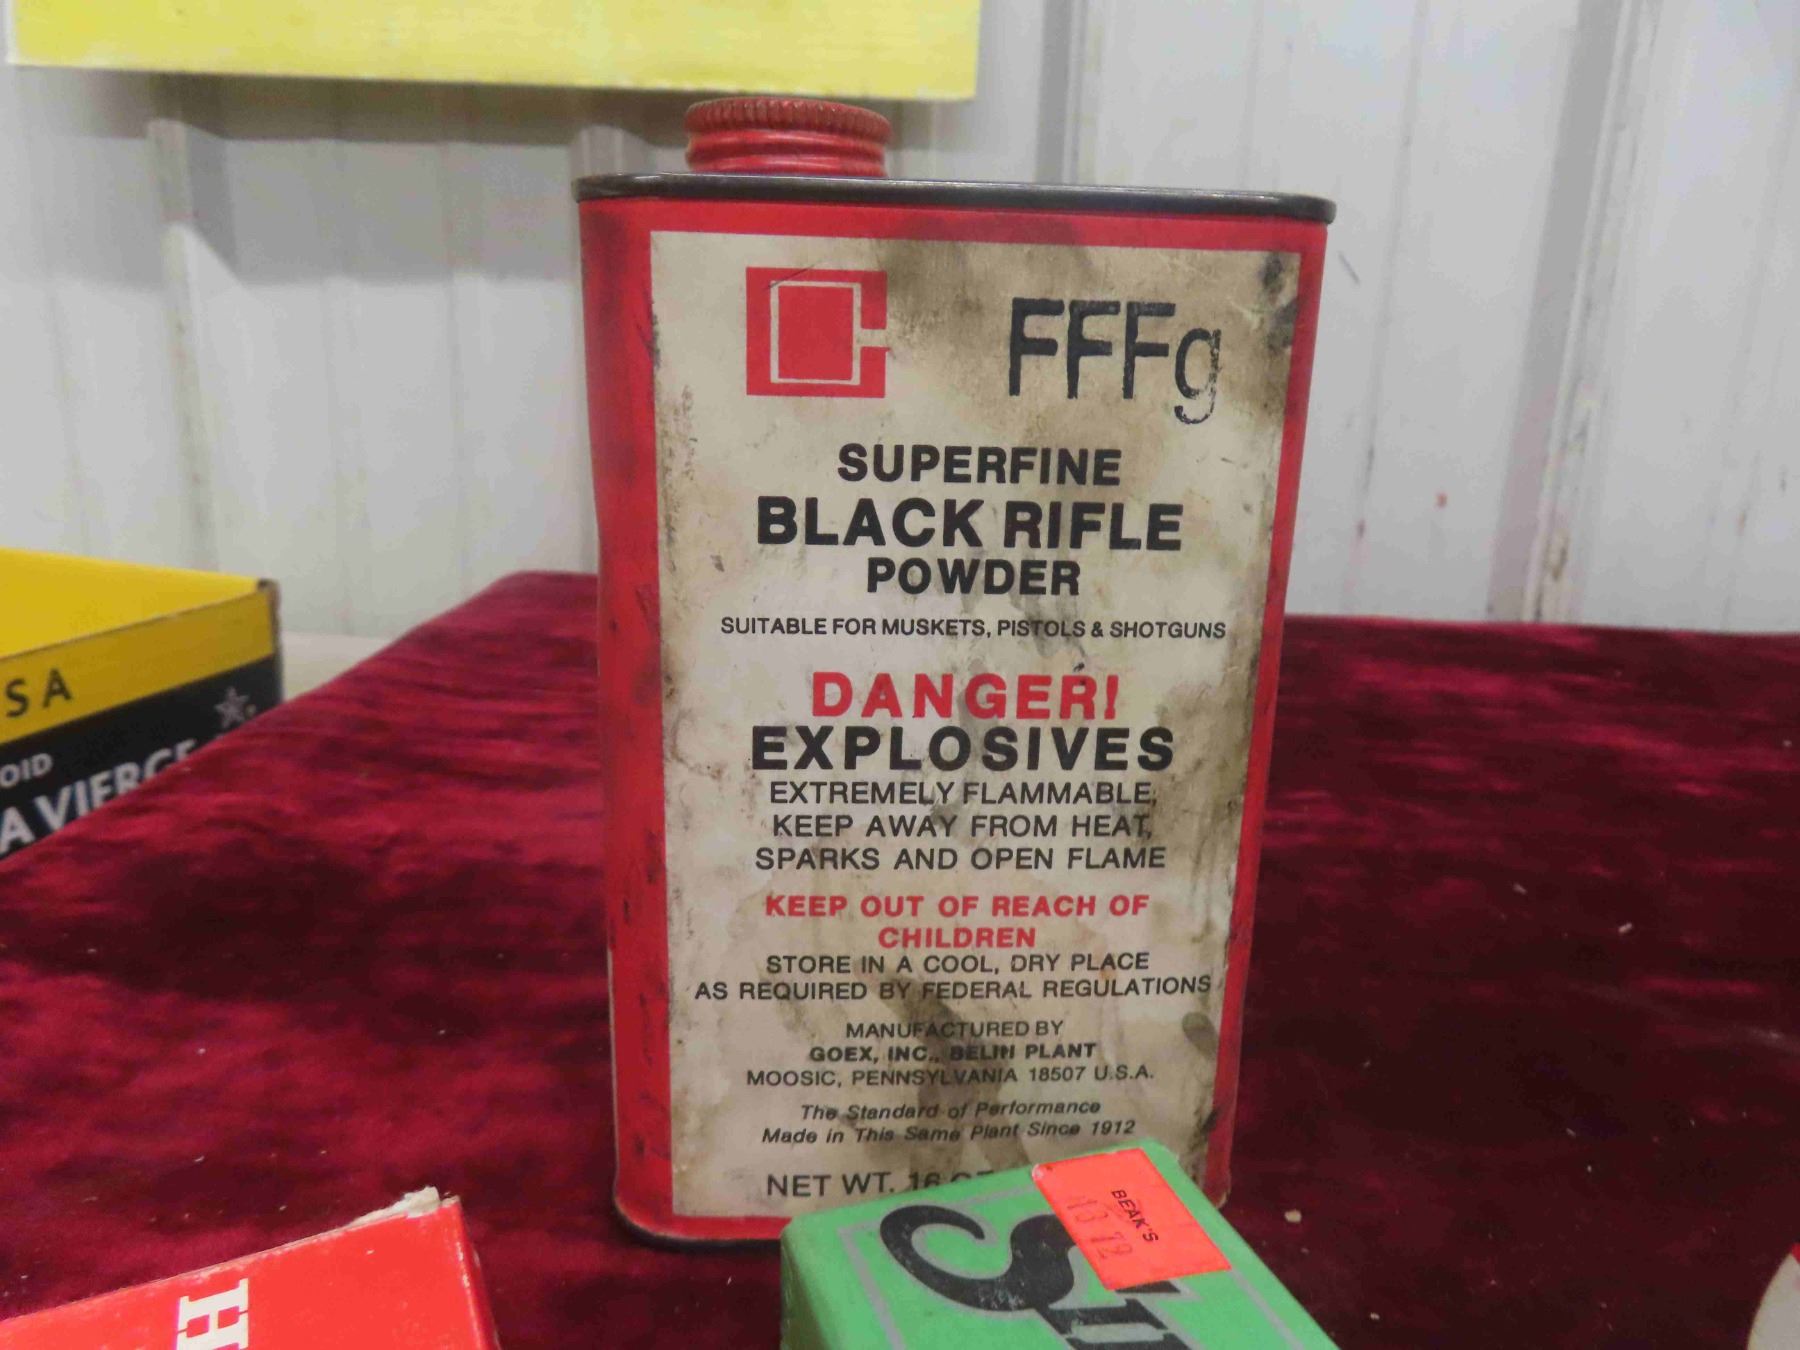 FFFg
SUPERFINE
BLACK RIFLE
POWDER
SUITABLE FOR MUSKETS, PISTOLS & SHOTGUNS
DANGER!
EXPLOSIVES
EXTREMELY FLAMMABLE,
KEEP AWAY FROM HEAT,
SPARKS AND OPEN FLAME
KEEP OUT OF REACH OF
CHILDREN
STORE IN A COOL, DRY PLACE
AS REQUIRED BY FEDERAL REGULATIONS
MANUFACTURED BY
GOEX, INC., BELIN PLANT
MOOSIC, PENNSYLVANIA 18507 U.S.A.
The Standard of Performance
Made in This Same Plant Since 1912
NET WT. 16
SA
OID
A VIERGE
H
BEAK'S